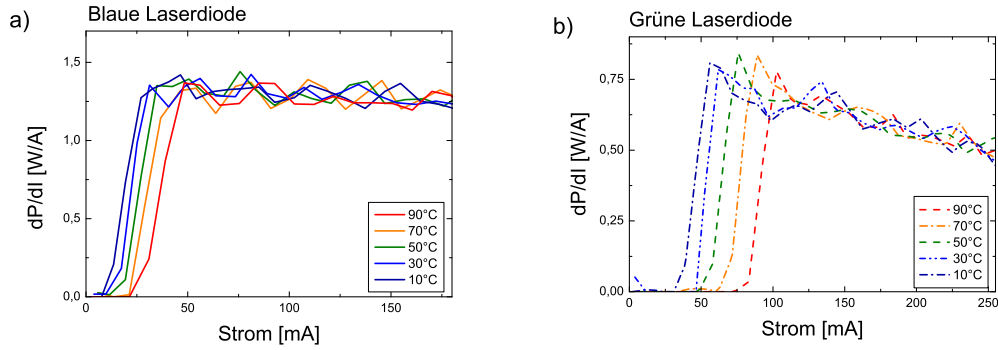 a)
Blaue Laserdiode
1,5
1,2
0,5
0,0
dP/dI [W/A]
0
50
100
150
Strom [mA]
90°C
70°C
50°C
30°C
10°C
b)
Grüne Laserdiode
0,75
0,50
0,25
0,00
dP/dI [W/A]
0
50
100
150
200
250
Strom [mA]
90°C
70°C
50°C
30°C
10°C